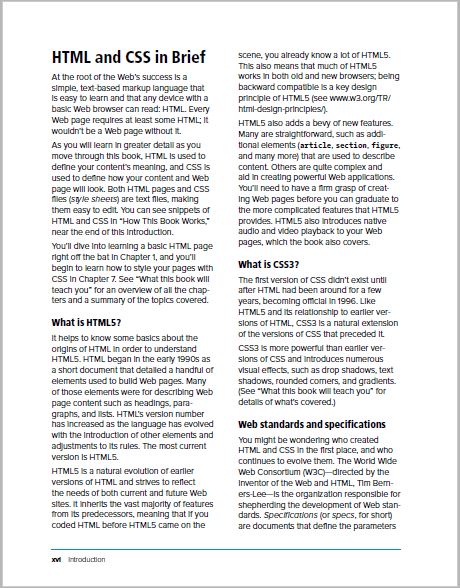 HTML and CSS in Brief
At the root of the Web's success is a
simple, text-based markup language that
is easy to learn and that any device with a
basic Web browser can read: HTML. Every
Web page requires at least some HTML; it
wouldn't be a Web page without it.
As you will learn in greater detail as you
move through this book, HTML is used to
define your content's meaning, and CSS is
used to define how your content and Web
page will look. Both HTML pages and CSS
files (style sheets) are text files, making
them easy to edit. You can see snippets of
HTML and CSS in “How This Book Works,”
near the end of this introduction.
You'll dive into learning a basic HTML page
right off the bat in Chapter 1, and you'll
begin to learn how to style your pages with
CSS in Chapter 7. See “What this book will
teach you” for an overview of all the chap-
ters and a summary of the topics covered.
What is HTML5?
It helps to know some basics about the
origins of HTML in order to understand
HTML5. HTML began in the early 1990s as
a short document that detailed a handful of
elements used to build Web pages. Many
of those elements were for describing Web
page content such as headings, para-
graphs, and lists. HTML's version number
has increased as the language has evolved
with the introduction of other elements and
adjustments to its rules. The most current
version is HTML5.
HTML5 is a natural evolution of earlier
versions of HTML and strives to reflect
the needs of both current and future Web
sites. It inherits the vast majority of features
from its predecessors, meaning that if you
coded HTML before HTML5 came on the
scene, you already know a lot of HTML5.
This also means that much of HTML5
works in both old and new browsers; being
backward compatible is a key design
principle of HTML5 (see www.w3.org/TR/
html-design-principles/).
HTML5 also adds a bevy of new features.
Many are straightforward, such as addi-
tional elements (article, section, figure,
and many more) that are used to describe
content. Others are quite complex and
aid in creating powerful Web applications.
You'll need to have a firm grasp of creat-
ing Web pages before you can graduate to
the more complicated features that HTML5
provides. HTML5 also introduces native
audio and video playback to your Web
pages, which the book also covers.
What is CSS3?
The first version of CSS didn't exist until
after HTML had been around for a few
years, becoming official in 1996. Like
HTML5 and its relationship to earlier ver-
sions of HTML, CSS3 is a natural extension
of the versions of CSS that preceded it.
CSS3 is more powerful than earlier ver-
sions of CSS and introduces numerous
visual effects, such as drop shadows, text
shadows, rounded corners, and gradients.
(See “What this book will teach you” for
details of what's covered.)
Web standards and specifications
You might be wondering who created
HTML and CSS in the first place, and who
continues to evolve them. The World Wide
Web Consortium (W3C)—directed by the
inventor of the Web and HTML, Tim Bern-
ers-Lee—is the organization responsible for
shepherding the development of Web stan-
dards. Specifications (or specs, for short)
are documents that define the parameters
xvi Introduction